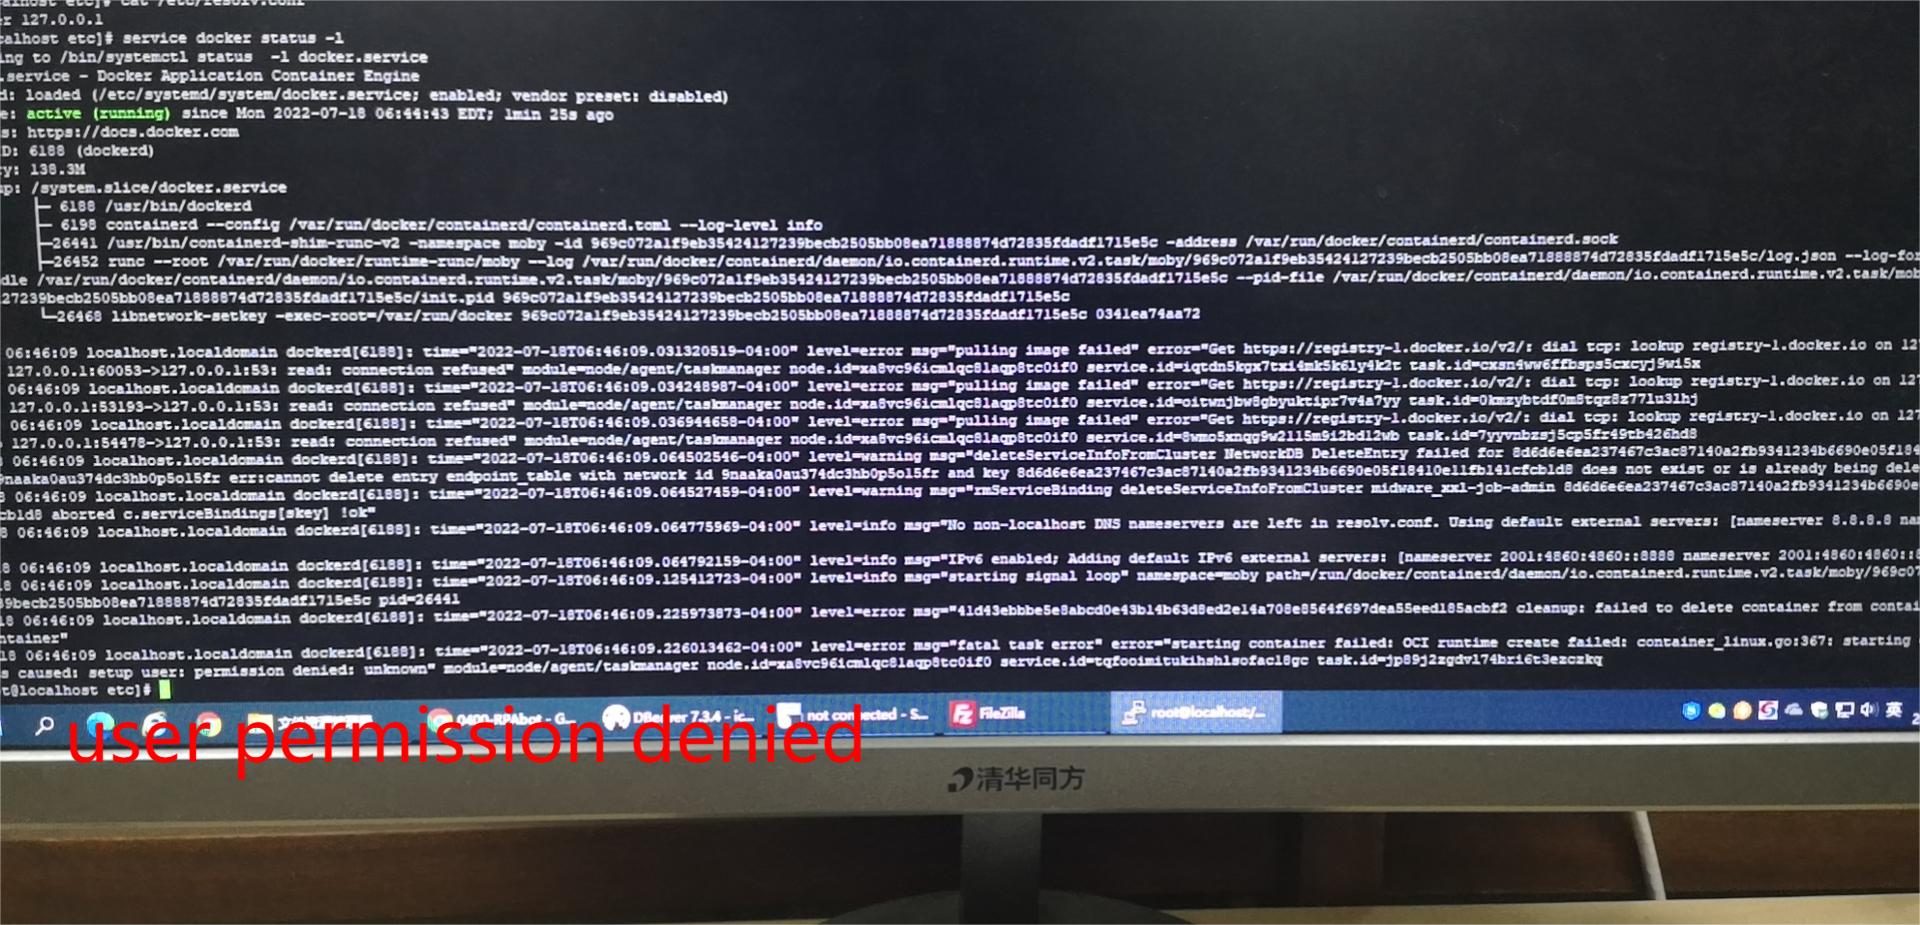 calhost etc]# cat /etc/resolv.conf
er 127.0.0.1
calhost etc]# service docker status -l
ing to /bin/systemctl status -l docker.service
.service - Docker Application Container Engine
d: loaded (/etc/systemd/system/docker.service; enabled; vendor preset: disabled)
e: active (running) since Mon 2022-07-18 06:44:43 EDT; 1min 25s ago
s: https://docs.docker.com
D: 6188 (dockerd)
ry: 138.3M
up: /system.slice/docker.service
├─ 6188 /usr/bin/dockerd
├─ 6198 containerd --config /var/run/docker/containerd/containerd.toml --log-level info
├─26441 /usr/bin/containerd-shim-runc-v2 -namespace moby -id 969c072a1f9eb35424127239becb2505bb08ea71888874d72835fdadf1715e5c -address /var/run/docker/containerd/containerd.sock
├─26452 runc --root /var/run/docker/runtime-runc/moby --log /var/run/docker/containerd/daemon/io.containerd.runtime.v2.task/moby/969c072a1f9eb35424127239becb2505bb08ea71888874d72835fdadf1715e5c/log.json --log-for
dle /var/run/docker/containerd/daemon/io.containerd.runtime.v2.task/moby/969c072a1f9eb35424127239becb2505bb08ea71888874d72835fdadf1715e5c --pid-file /var/run/docker/containerd/daemon/io.containerd.runtime.v2.task/mob
27239becb2505bb08ea71888874d72835fdadf1715e5c/init.pid 969c072a1f9eb35424127239becb2505bb08ea71888874d72835fdadf1715e5c
└─26468 libnetwork-setkey -exec-root=/var/run/docker 969c072a1f9eb35424127239becb2505bb08ea71888874d72835fdadf1715e5c 0341ea74aa72
06:46:09 localhost.localdomain dockerd[6188]: time="2022-07-18T06:46:09.031320519-04:00" level=error msg="pulling image failed" error="Get https://registry-1.docker.io/v2/: dial tcp: lookup registry-1.docker.io on 12
127.0.0.1:60053->127.0.0.1:53: read: connection refused" module=node/agent/taskmanager node.id=xa8vc96icmlqc8laqp8tc0if0 service.id=iqtdn5kgx7txi4mk5k6ly4k2t task.id=cxsn4ww6ffbsps5cxcyj9wi5x
06:46:09 localhost.localdomain dockerd[6188]: time="2022-07-18T06:46:09.034248987-04:00" level=error msg="pulling image failed" error="Get https://registry-1.docker.io/v2/: dial tcp: lookup registry-1.docker.io on 127
127.0.0.1:53193->127.0.0.1:53: read: connection refused" module=node/agent/taskmanager node.id=xa8vc96icmlqc8laqp8tc0if0 service.id=oitwnjbw8gbyuktipr7v4a7yy task.id=0kmzybtdf0m8tqz8z771u3lhj
06:46:09 localhost.localdomain dockerd[6188]: time="2022-07-18T06:46:09.036944658-04:00" level=error msg="pulling image failed" error="Get https://registry-1.docker.io/v2/: dial tcp: lookup registry-1.docker.io on 127
127.0.0.1:54478->127.0.0.1:53: read: connection refused" module=node/agent/taskmanager node.id=xa8vc96icmlqc8laqp8tc0if0 service.id=8wmo5xnqg9w2115m9i2bd12wb task.id=7yyvnbzsj5cp5fr49tb426hd8
06:46:09 localhost.localdomain dockerd[6188]: time="2022-07-18T06:46:09.064502546-04:00" level=warning msg="deleteServiceInfoFromCluster NetworkDB DeleteEntry failed for 8d6d6e6ea237467c3ac87140a2fb9341234b6690e05f184
9naaka0au374dc3hb0p5o15fr err:cannot delete entry endpoint_table with network id 9naaka0au374dc3hb0p5o15fr and key 8d6d6e6ea237467c3ac87140a2fb9341234b6690e05f18410e11fb141cfcb1d8 does not exist or is already being dele
8 06:46:09 localhost.localdomain dockerd[6188]: time="2022-07-18T06:46:09.064527459-04:00" level=warning msg="rmServiceBinding deleteServiceInfoFromCluster midware_xxl-job-admin 8d6d6e6ea237467c3ac87140a2fb9341234b6690e
cb1d8 aborted c.serviceBindings[skey] !ok"
8 06:46:09 localhost.localdomain dockerd[6188]: time="2022-07-18T06:46:09.064775969-04:00" level=info msg="No non-localhost DNS nameservers are left in resolv.conf. Using default external servers: [nameserver 8.8.8.8 nam
8 06:46:09 localhost.localdomain dockerd[6188]: time="2022-07-18T06:46:09.064792159-04:00" level=info msg="IPv6 enabled; Adding default IPv6 external servers: [nameserver 2001:4860:4860::8888 nameserver 2001:4860:4860::8
18 06:46:09 localhost.localdomain dockerd[6188]: time="2022-07-18T06:46:09.125412723-04:00" level=info msg="starting signal loop" namespace=moby path=/run/docker/containerd/daemon/io.containerd.runtime.v2.task/moby/969c07
39becb2505bb08ea71888874d72835fdadf1715e5c pid=26441
18 06:46:09 localhost.localdomain dockerd[6188]: time="2022-07-18T06:46:09.225973873-04:00" level=error msg="41d43ebbbe5e8abcd0e43b14b63d8ed2e14a708e8564f697dea55eed185acbf2 cleanup: failed to delete container from contai
ntainer"
18 06:46:09 localhost.localdomain dockerd[6188]: time="2022-07-18T06:46:09.226013462-04:00" level=error msg="fatal task error" error="starting container failed: OCI runtime create failed: container_linux.go:367: starting
s caused: setup user: permission denied: unknown" module=node/agent/taskmanager node.id=xa8vc96icmlqc8laqp8tc0if0 service.id=tqfooimitukihshlsofac18gc task.id=jp89j2zgdv174bri6t3ezczkq
t@localhost etc]#
0400-RPAbot - G... DBeaver 7.3.4 - ic... not connected - S... FileZilla root@localhost:/... 英
user permission denied
清华同方